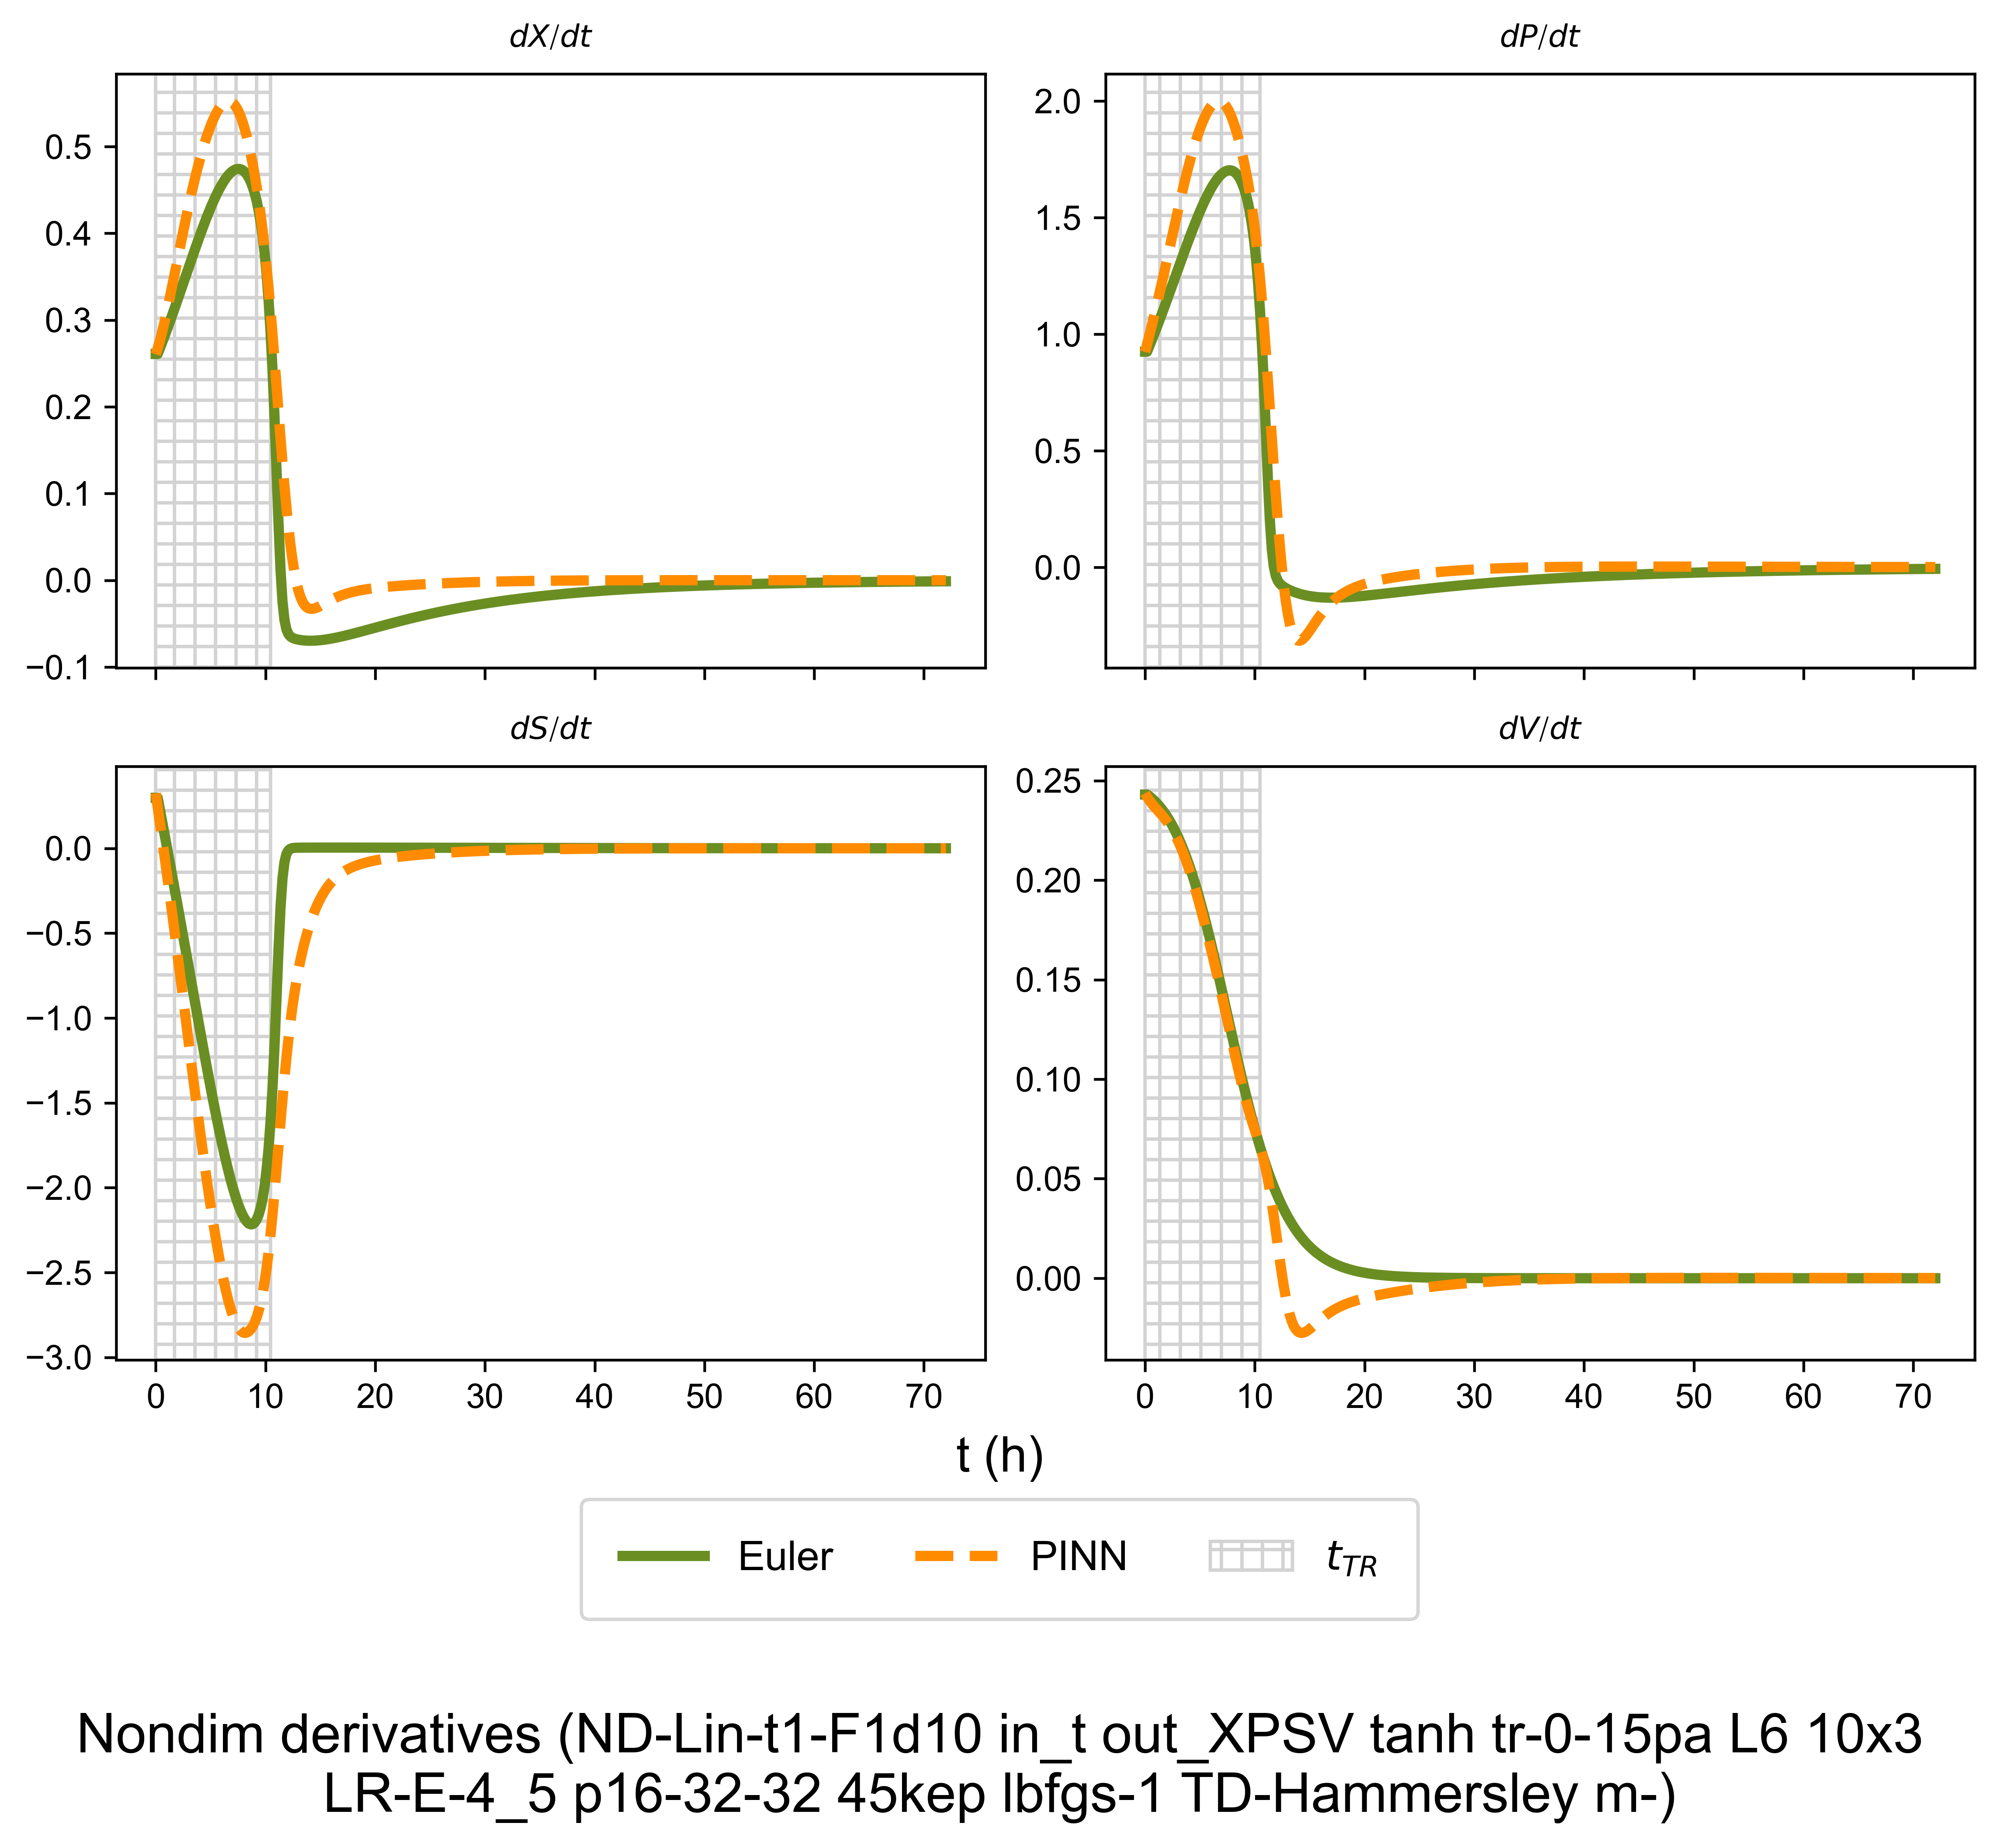 dX/dt
dP/dt
0.5
0.4
0.3
0.2
0.1
0.0
−0.1
2.0
1.5
1.0
0.5
0.0
dS/dt
dV/dt
0.0
−0.5
−1.0
−1.5
−2.0
−2.5
−3.0
0 10 20 30 40 50 60 70
0.25
0.20
0.15
0.10
0.05
0.00
0 10 20 30 40 50 60 70
t (h)
Euler PINN t_TR
Nondim derivatives (ND-Lin-t1-F1d10 in_t out_XPSV tanh tr-0-15pa L6 10x3
LR-E-4_5 p16-32-32 45kep lbfgs-1 TD-Hammersley m-)